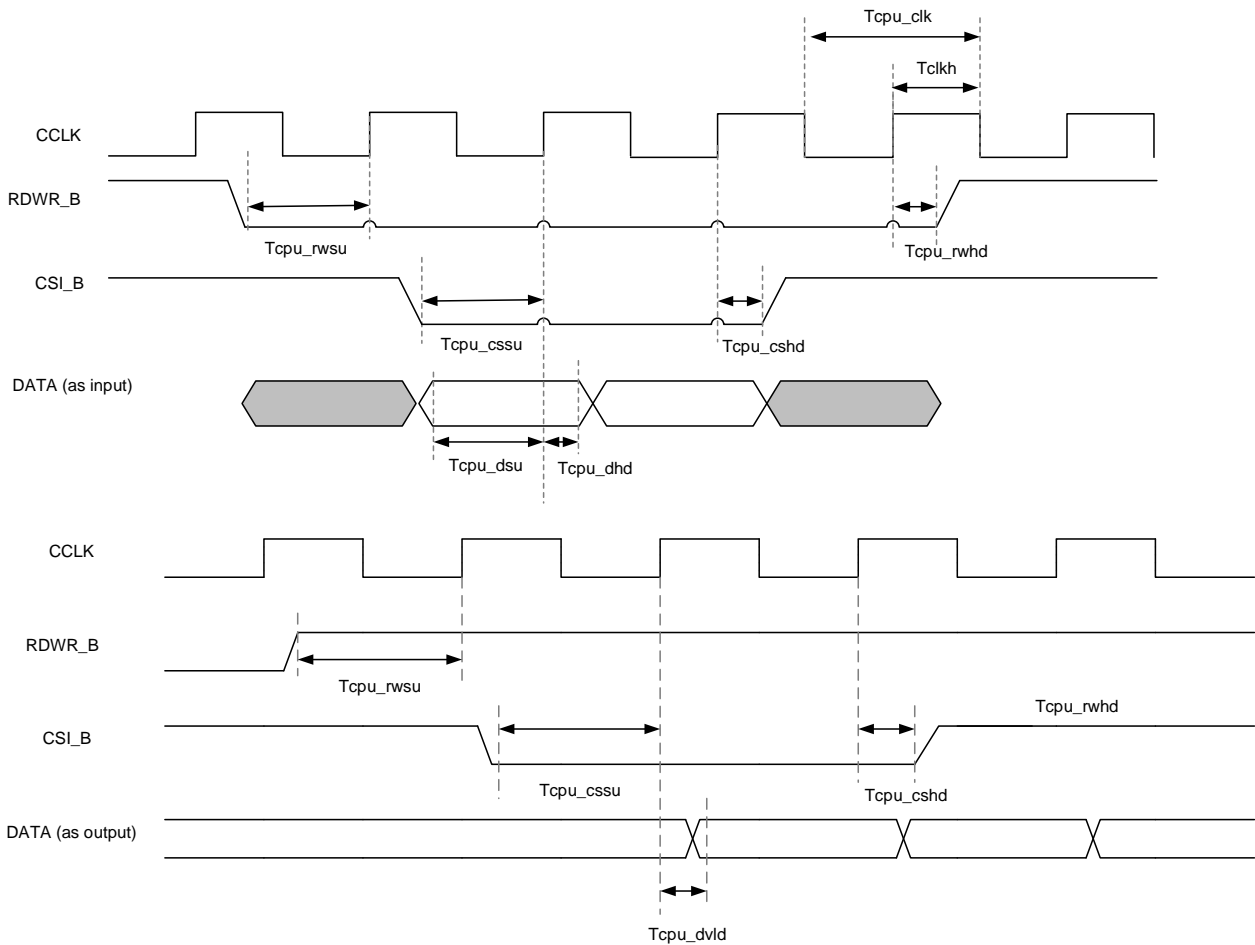 Tcpu_clk
Tclkh
CCLK
RDWR_B
Tcpu_rwsu
Tcpu_rwhd
CSI_B
Tcpu_cssu
Tcpu_cshd
DATA (as input)
Tcpu_dsu
Tcpu_dhd
CCLK
RDWR_B
Tcpu_rwsu
Tcpu_rwhd
CSI_B
Tcpu_cssu
Tcpu_cshd
DATA (as output)
Tcpu_dvld